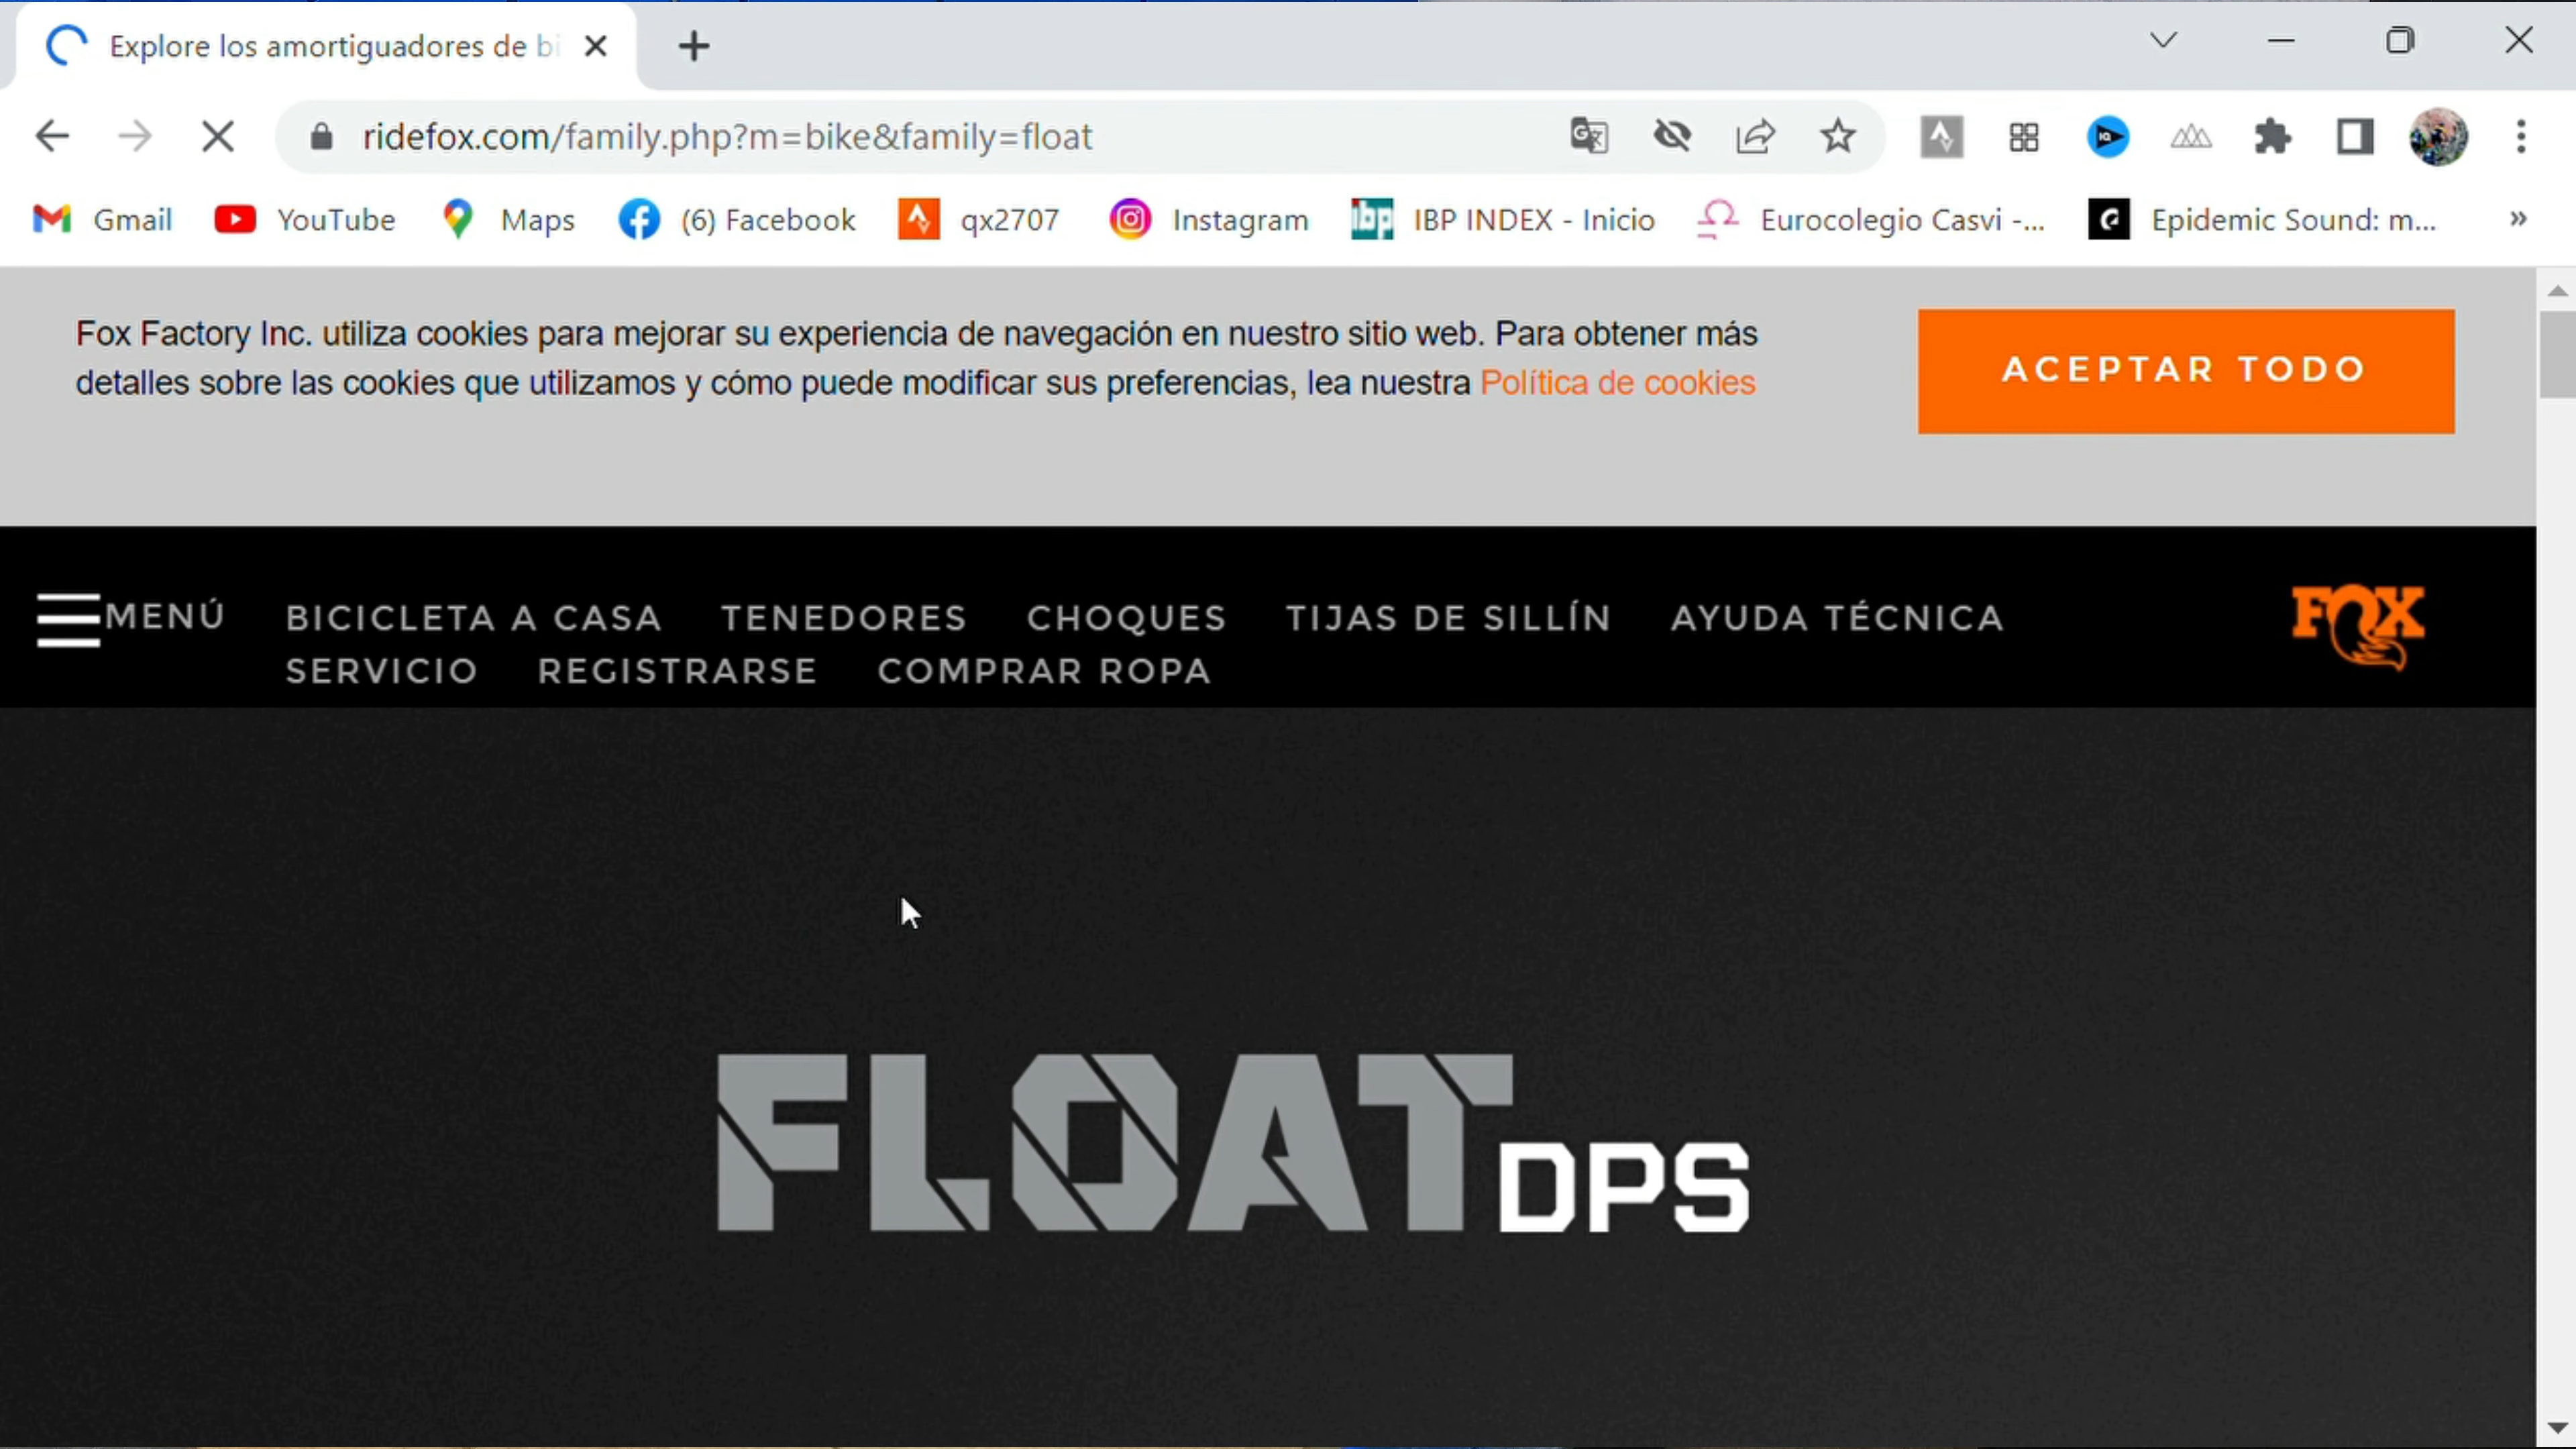 Explore los amortiguadores de bi
ridefox.com/family.php?m=bike&family=float
Gmail YouTube Maps (6) Facebook qx2707 Instagram IBP INDEX - Inicio Eurocolegio Casvi -... Epidemic Sound: m... »
Fox Factory Inc. utiliza cookies para mejorar su experiencia de navegación en nuestro sitio web. Para obtener más
detalles sobre las cookies que utilizamos y cómo puede modificar sus preferencias, lea nuestra Política de cookies
ACEPTAR TODO
MENÚ BICICLETA A CASA TENEDORES CHOQUES TIJAS DE SILLÍN AYUDA TÉCNICA
SERVICIO REGISTRARSE COMPRAR ROPA
FOX
FLOAT DPS